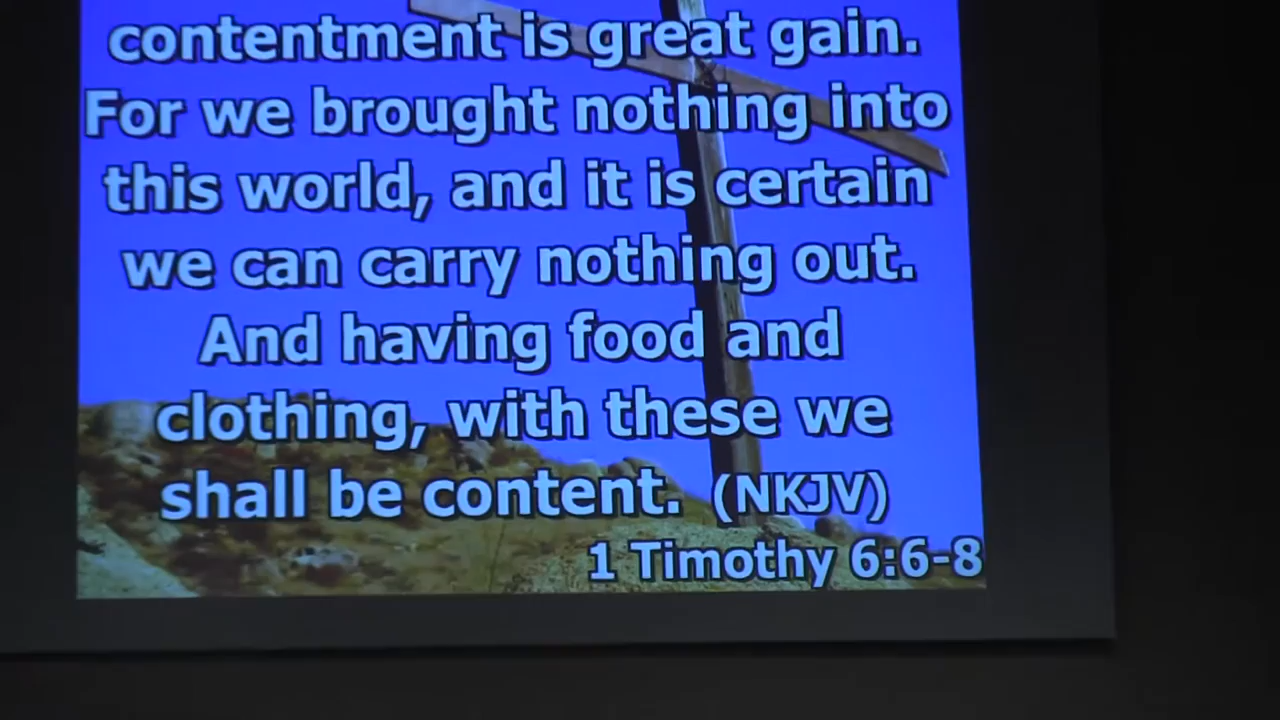 contentment is great gain.
For we brought nothing into
this world, and it is certain
we can carry nothing out.
And having food and
clothing, with these we
shall be content. (NKJV)
1 Timothy 6:6-8